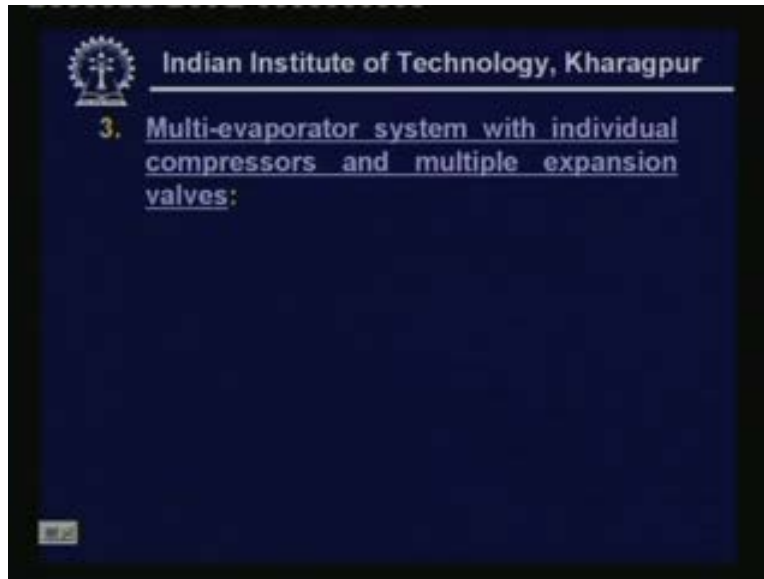 Indian Institute of Technology, Kharagpur
3. Multi-evaporator system with individual
compressors and multiple expansion
valves: